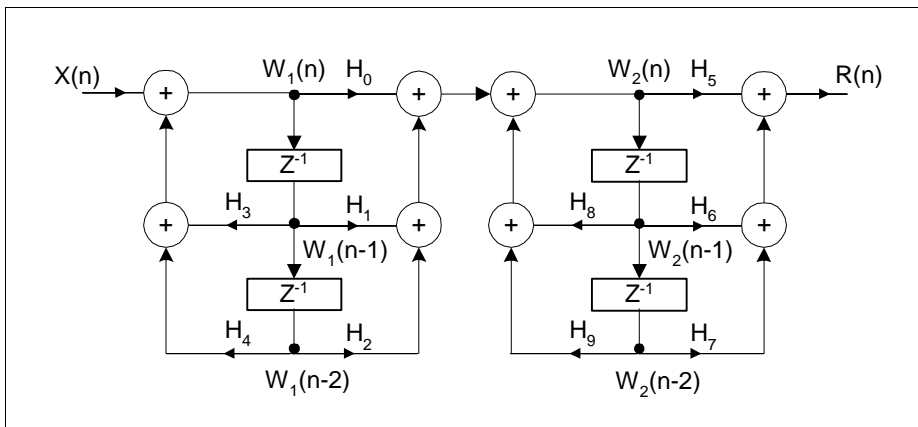 X(n) + W₁(n) H₀ + + W₂(n) H₅ + R(n)
Z⁻¹ Z⁻¹
+ H₃ H₁ + + H₈ H₆ +
W₁(n-1) W₂(n-1)
Z⁻¹ Z⁻¹
H₄ H₂ H₉ H₇
W₁(n-2) W₂(n-2)